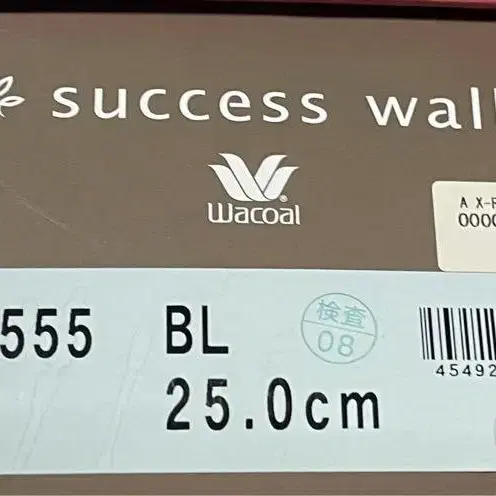 success wal
Wacoal
A X-
0000
555 BL
検査
08
25.0cm
45492